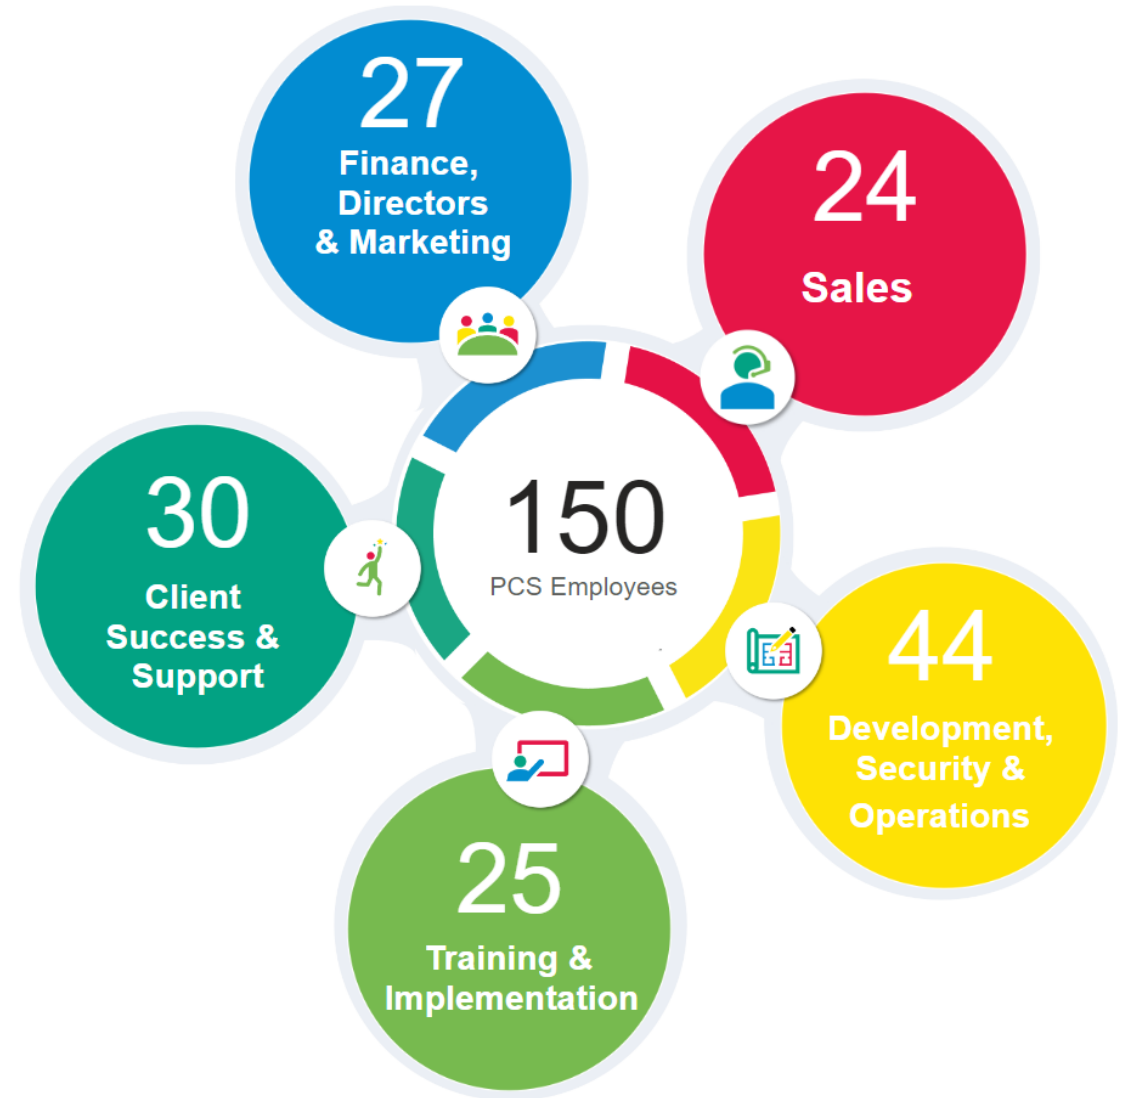 27
Finance,
Directors
& Marketing
24
Sales
150
PCS Employees
30
Client
Success &
Support
44
Development,
Security &
Operations
25
Training &
Implementation